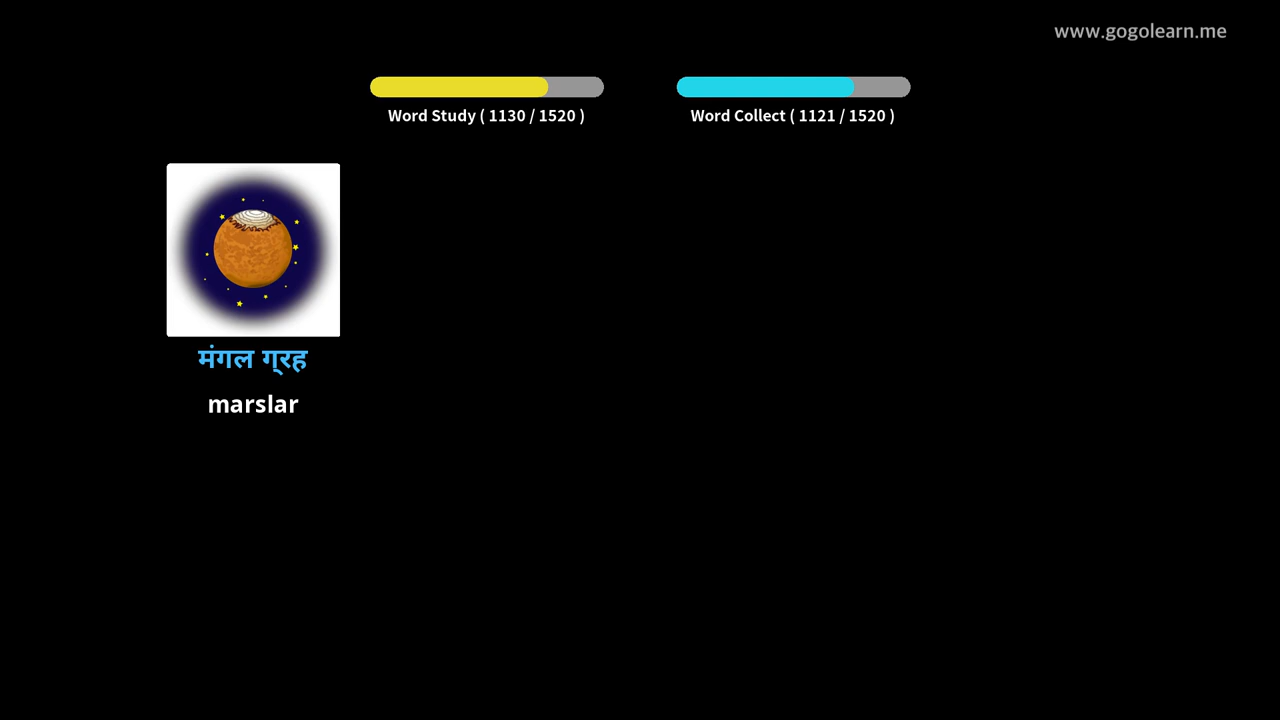 www.gogolearn.me
Word Study ( 1130 / 1520 )
Word Collect ( 1121 / 1520 )
मंगल ग्रह
marslar